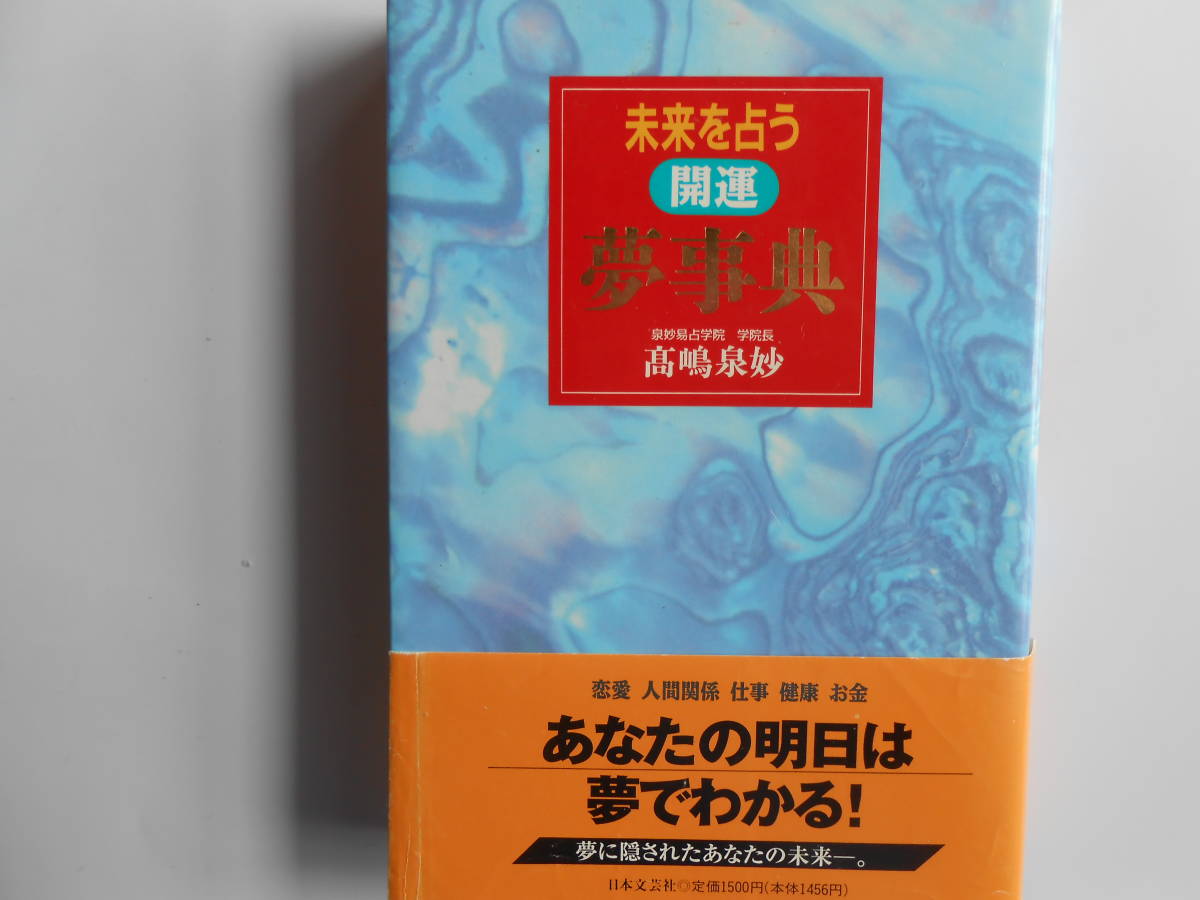 未来を占う
開運
夢事典
泉妙易占学院　学院長
髙嶋泉妙
恋愛 人間関係 仕事 健康 お金
あなたの明日は
夢でわかる!
夢に隠されたあなたの未来—。
日本文芸社◎定価1500円(本体1456円)